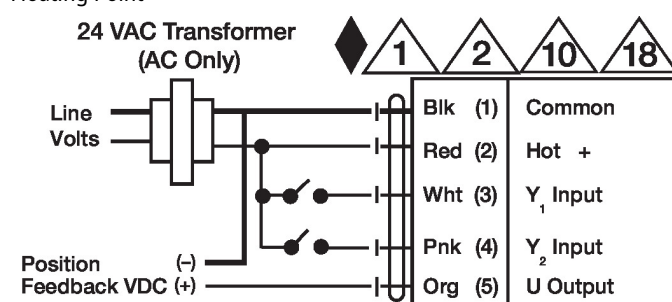 Floating Point
24 VAC Transformer
(AC Only)
1 2 10 18
Line
Volts
Blk (1) Common
Red (2) Hot +
Wht (3) Y1 Input
Pnk (4) Y2 Input
Position (-)
Feedback VDC (+)
Org (5) U Output